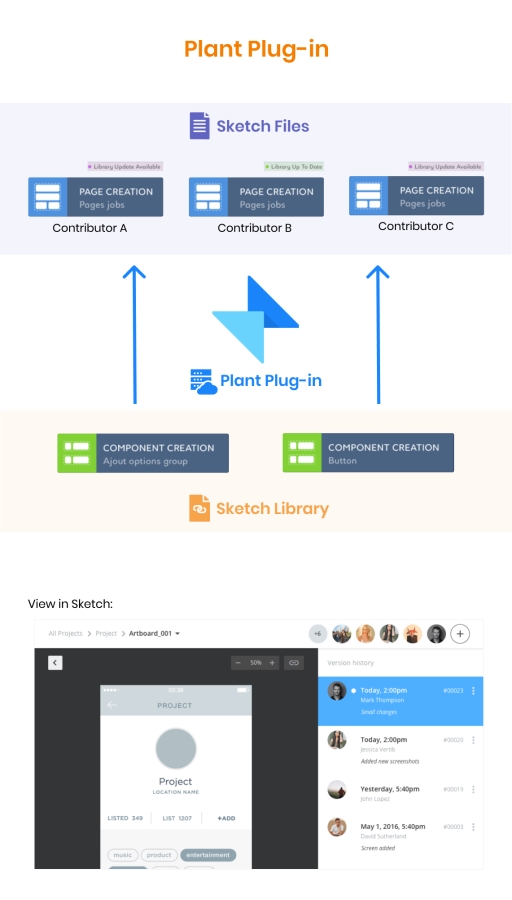 Plant Plug-in
Sketch Files
Library Update Available
Library Up To Date
Library Update Available
PAGE CREATION
Pages jobs
PAGE CREATION
Pages jobs
PAGE CREATION
Pages jobs
Contributor A
Contributor B
Contributor C
Plant Plug-in
COMPONENT CREATION
Ajout options group
COMPONENT CREATION
Button
Sketch Library
View in Sketch:
All Projects > Project > Artboard_001
+6
+
− 50% +
Version history
Today, 2:00pm #00023
Mark Thompson
Small changes
PROJECT
Project
LOCATION NAME
LISTED 349 LIST 1207 +ADD
music product entertainment
Today, 2:00pm #00020
Jessica Vertib
Added new screenshots
Yesterday, 5:40pm #00019
John Lopez
May 1, 2016, 5:40pm #00003
David Sutherland
Screen added